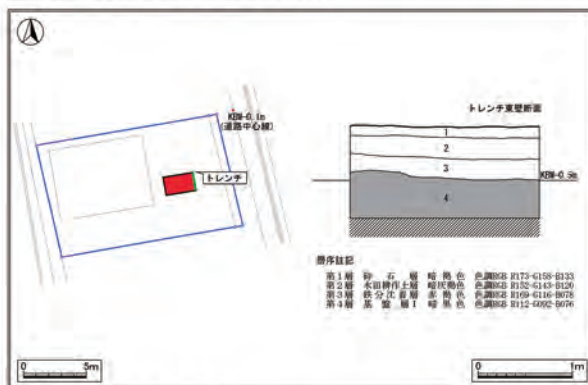 KBM-0.1m
(道路中心線)
トレンチ
0 5m
トレンチ東壁断面
1
2
3
KBM-0.5m
4
層序註記
第1層 砕石層 暗褐色 色調RGB R173-G158-B133
第2層 水田耕作土層 暗灰褐色 色調RGB R152-G143-B120
第3層 鉄分沈着層 赤褐色 色調RGB R169-G116-B078
第4層 基盤層Ⅰ 暗黒色 色調RGB R112-G092-B076
0 1m